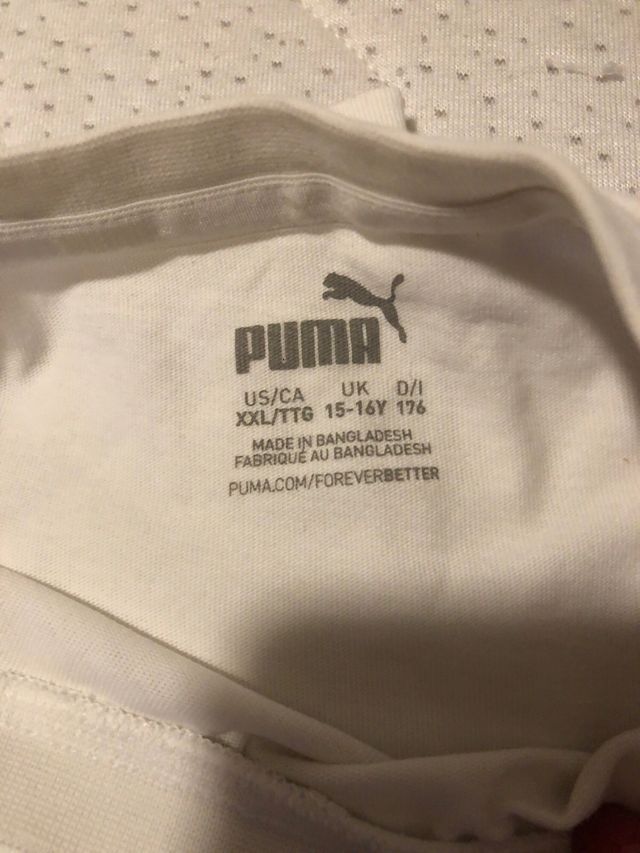 PUMA
US/CA UK D/I
XXL/TTG 15-16Y 176
MADE IN BANGLADESH
FABRIQUÉ AU BANGLADESH
PUMA.COM/FOREVERBETTER